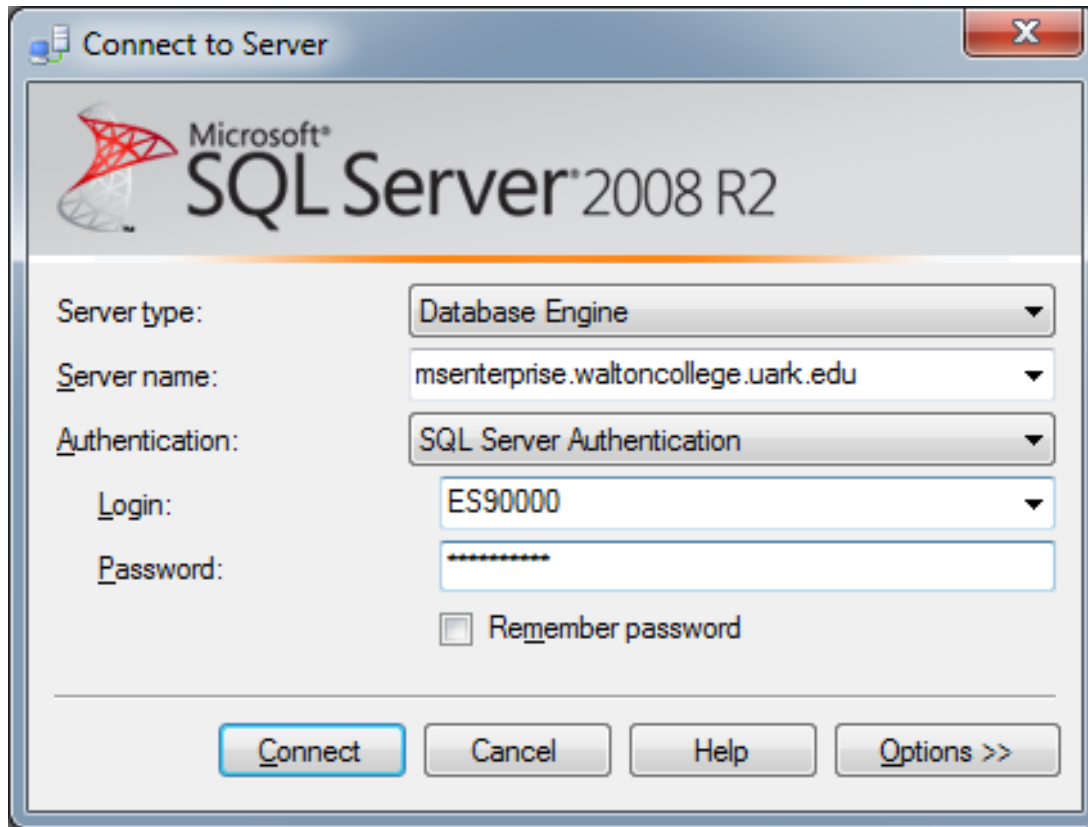 Connect to Server
Microsoft®
SQL Server® 2008 R2
Server type: Database Engine
Server name: msenterprise.waltoncollege.uark.edu
Authentication: SQL Server Authentication
Login: ES90000
Password: **********
Remember password
Connect Cancel Help Options >>